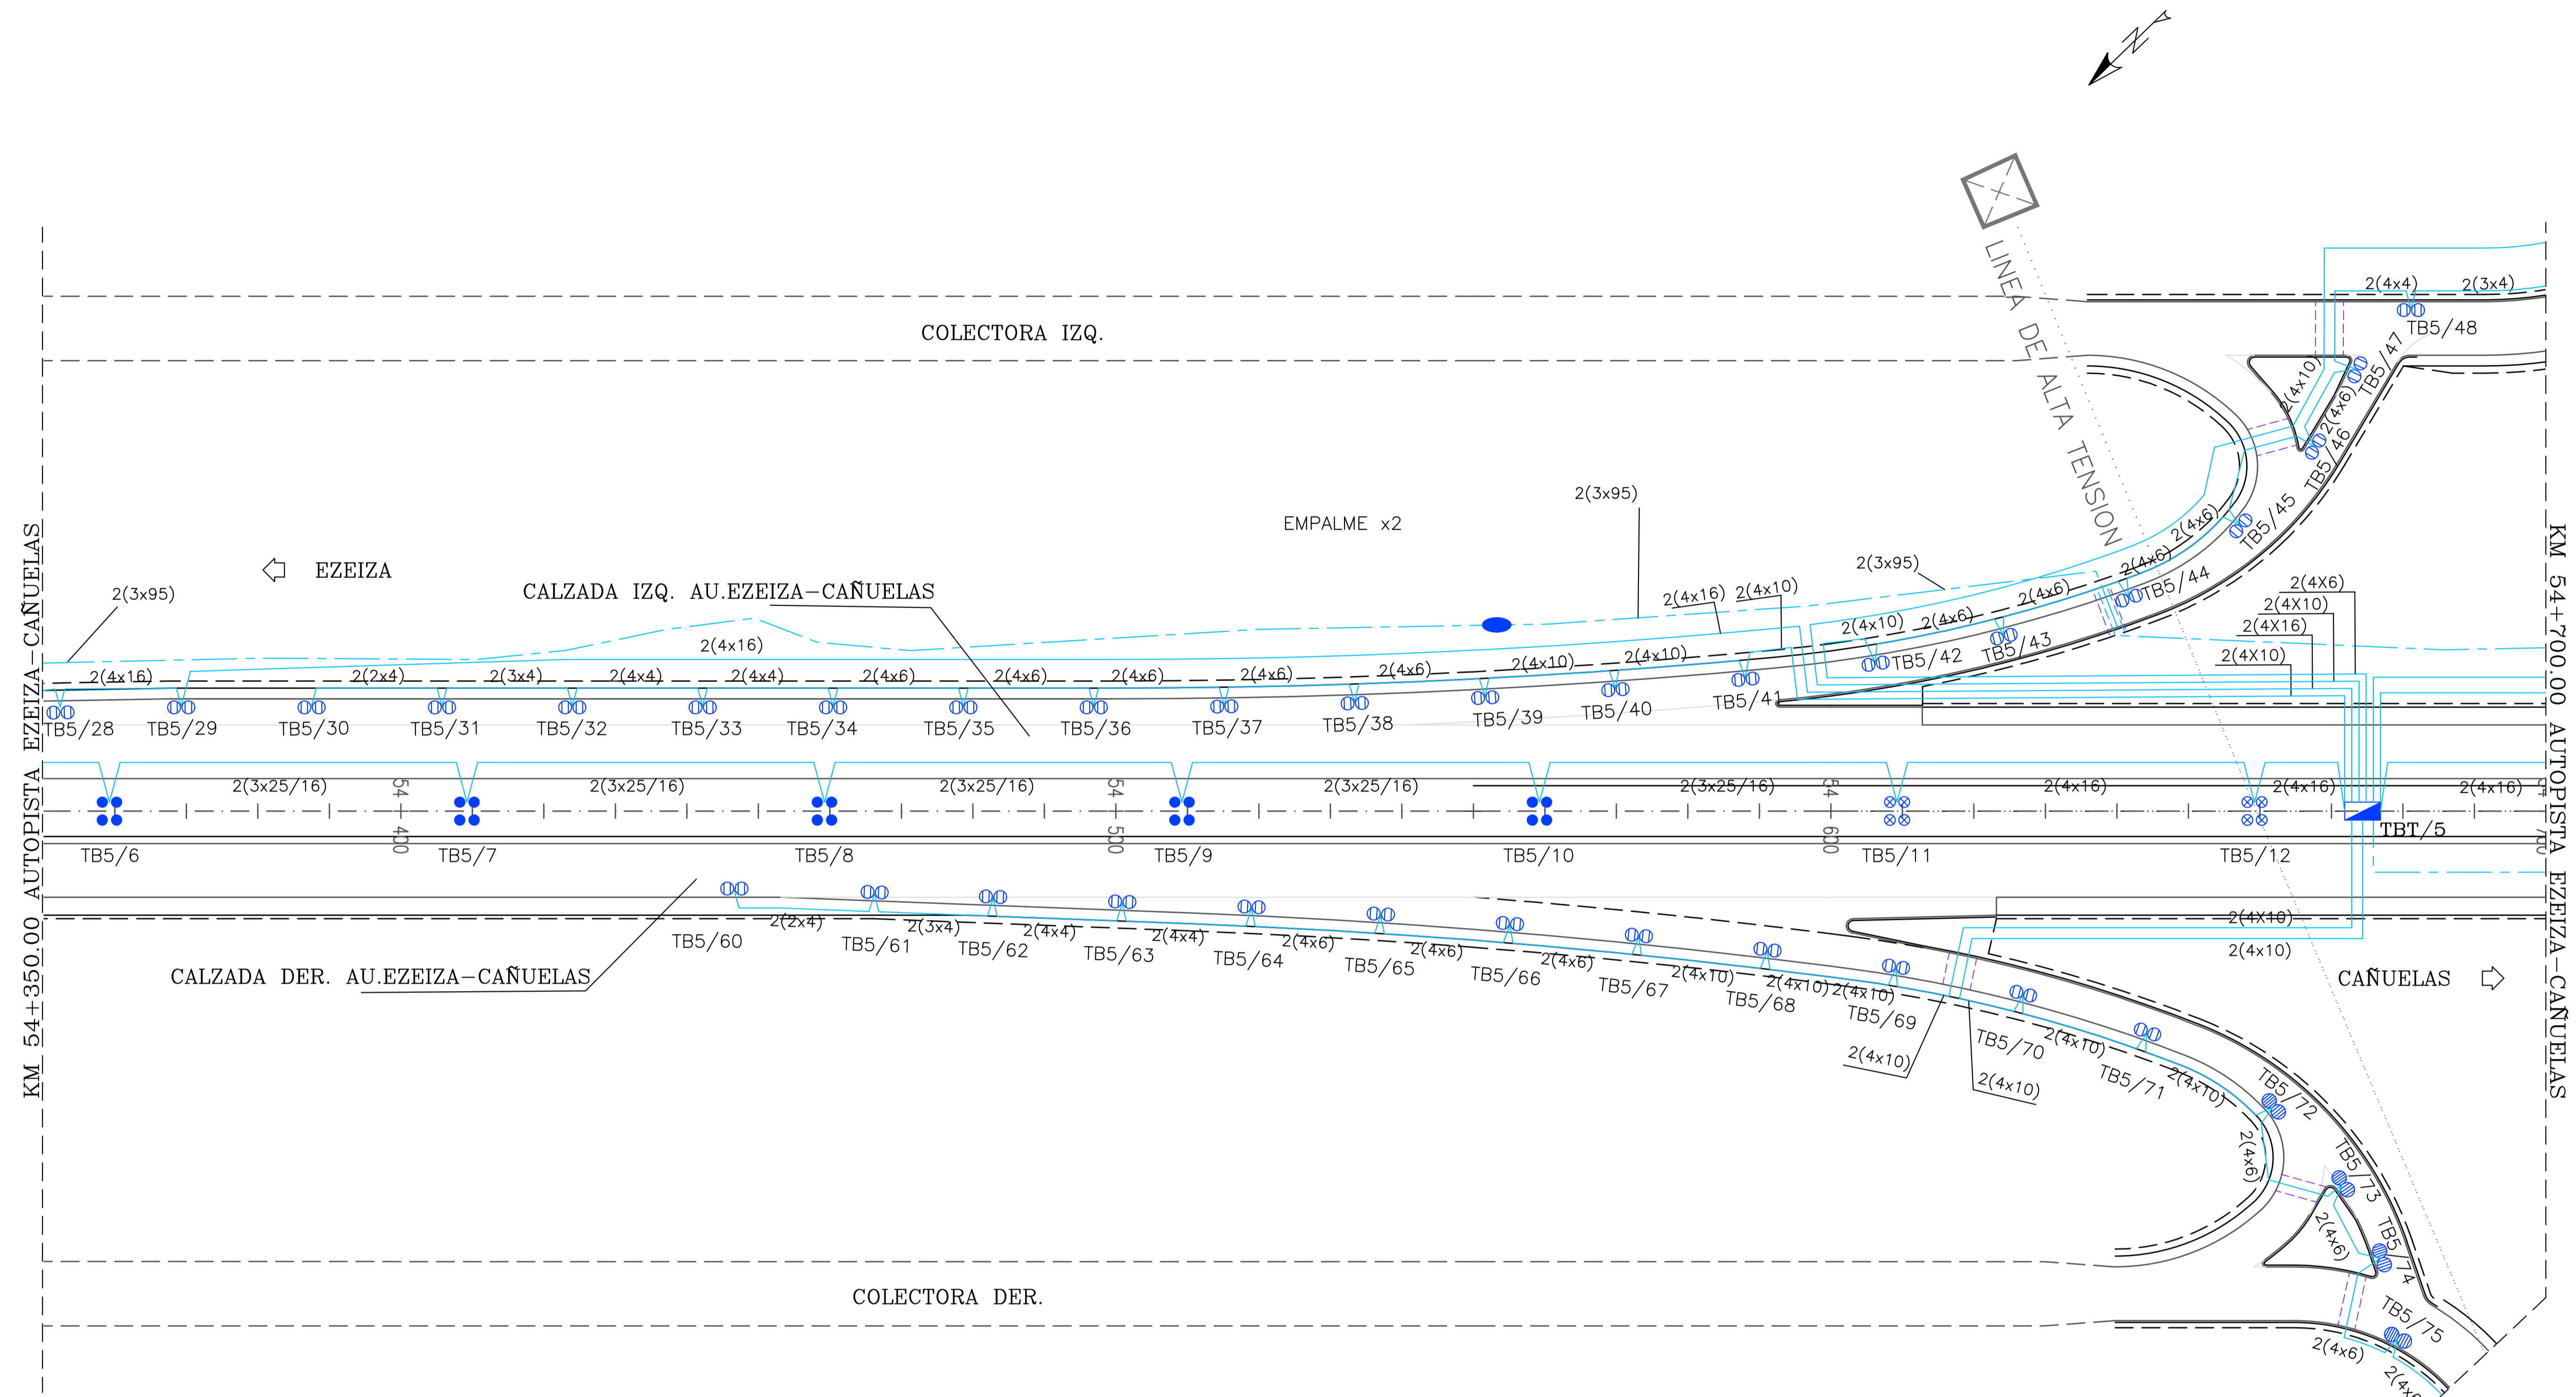 N
LINEA DE ALTA TENSION
2(4x4)
2(3x4)
TB5/48
COLECTORA IZQ.
TB5/47
2(4x10)
2(4x6)
TB5/46
2(3x95)
EMPALME x2
TB5/45
2(4x6)
2(4x6)
TB5/44
2(3x95)
EZEIZA
CALZADA IZQ. AU.EZEIZA-CAÑUELAS
2(3x95)
2(4x16)
2(4x10)
2(4x6)
2(4X6)
2(4X10)
2(4X16)
2(4X10)
2(4x10)
2(4x6)
TB5/43
TB5/42
2(4x16)
2(4x16)
2(2x4)
2(3x4)
2(4x4)
2(4x4)
2(4x6)
2(4x6)
2(4x6)
2(4x6)
2(4x6)
2(4x10)
2(4x10)
TB5/28
TB5/29
TB5/30
TB5/31
TB5/32
TB5/33
TB5/34
TB5/35
TB5/36
TB5/37
TB5/38
TB5/39
TB5/40
TB5/41
KM 54+350.00 AUTOPISTA EZEIZA-CAÑUELAS
KM 54+700.00 AUTOPISTA EZEIZA-CAÑUELAS
2(3x25/16)
2(3x25/16)
2(3x25/16)
2(3x25/16)
2(3x25/16)
2(4x16)
2(4x16)
2(4x16)
54
400
54
500
54
600
700
TBT/5
TB5/6
TB5/7
TB5/8
TB5/9
TB5/10
TB5/11
TB5/12
2(2x4)
2(3x4)
2(4x4)
2(4x4)
2(4x6)
2(4x6)
2(4x6)
2(4x10)
2(4x10)
2(4x10)
2(4X10)
2(4x10)
TB5/60
TB5/61
TB5/62
TB5/63
TB5/64
TB5/65
TB5/66
TB5/67
TB5/68
TB5/69
TB5/70
TB5/71
TB5/72
CALZADA DER. AU.EZEIZA-CAÑUELAS
CAÑUELAS
2(4x10)
2(4x10)
2(4x10)
2(4x10)
2(4x6)
TB5/73
2(4x6)
TB5/74
COLECTORA DER.
TB5/75
2(4x6)